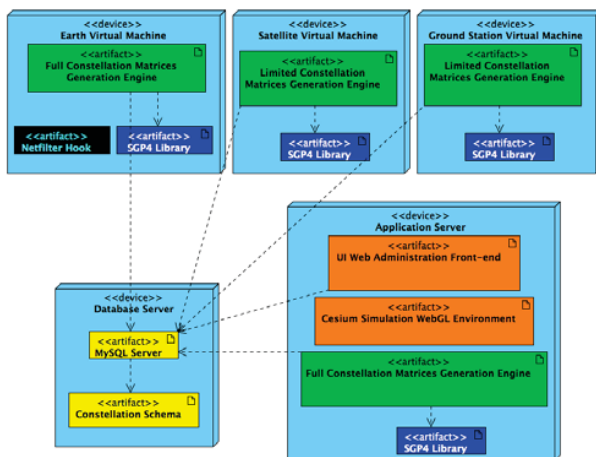 <<device>>
Earth Virtual Machine
<<artifact>>
Full Constellation Matrices
Generation Engine
<<artifact>>
Netfilter Hook
<<artifact>>
SGP4 Library
<<device>>
Satellite Virtual Machine
<<artifact>>
Limited Constellation
Matrices Generation Engine
<<artifact>>
SGP4 Library
<<device>>
Ground Station Virtual Machine
<<artifact>>
Limited Constellation
Matrices Generation Engine
<<artifact>>
SGP4 Library
<<device>>
Database Server
<<artifact>>
MySQL Server
<<artifact>>
Constellation Schema
<<device>>
Application Server
<<artifact>>
UI Web Administration Front-end
<<artifact>>
Cesium Simulation WebGL Environment
<<artifact>>
Full Constellation Matrices Generation Engine
<<artifact>>
SGP4 Library